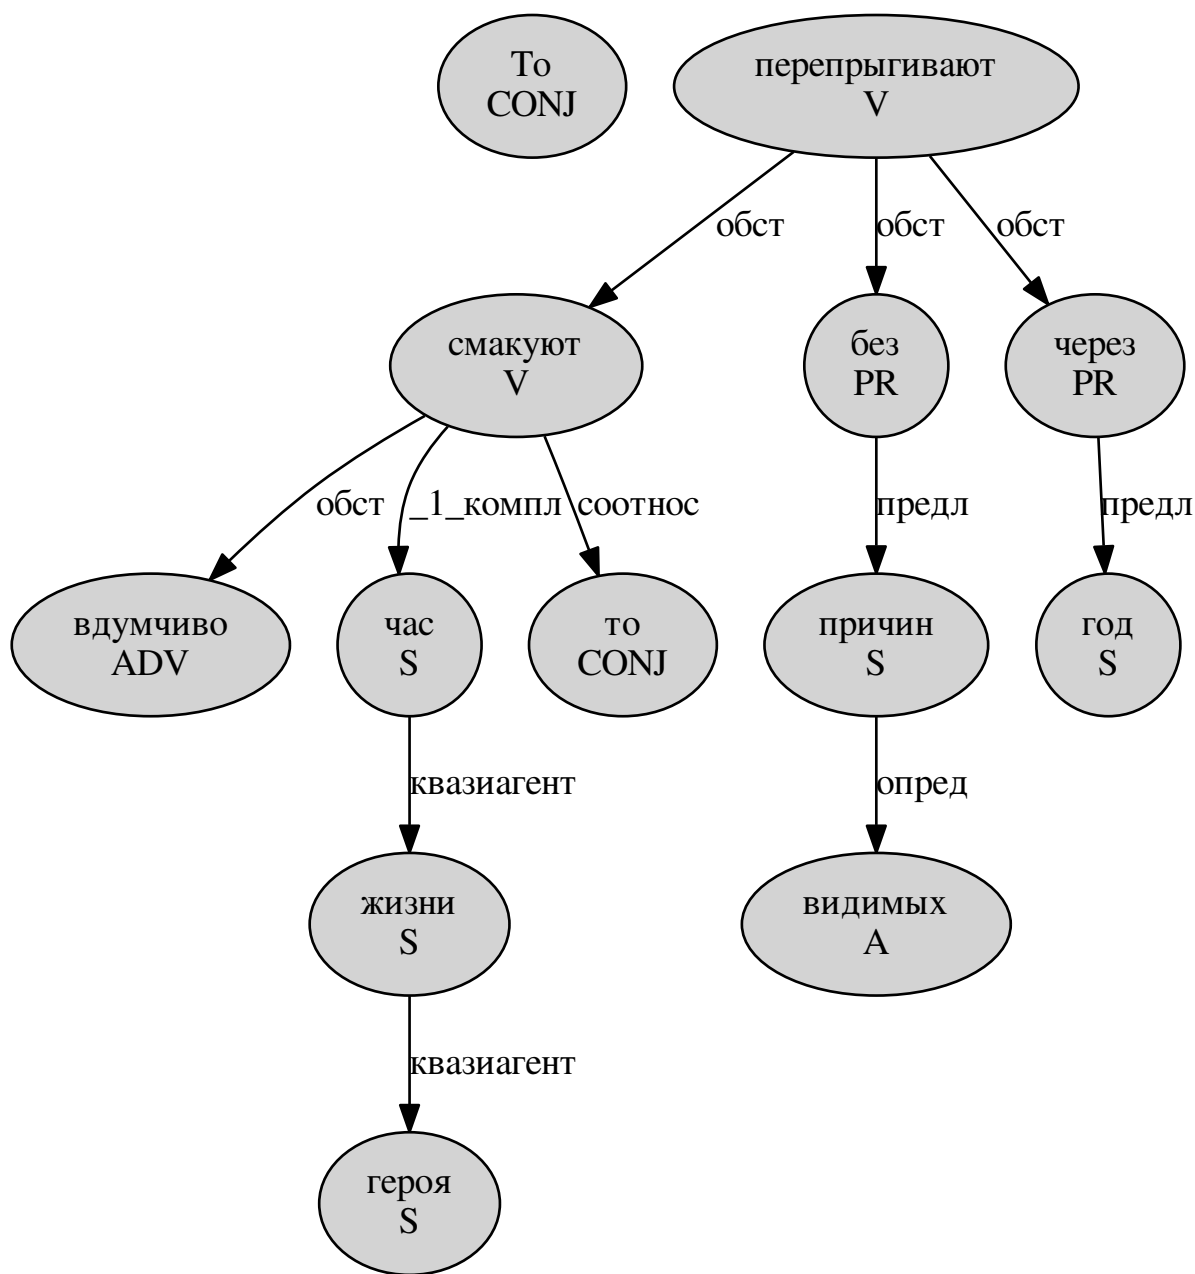 То
CONJ
перепрыгивают
V
обст
обст
обст
смакуют
V
без
PR
через
PR
обст
_1_компл
соотнос
предл
предл
вдумчиво
ADV
час
S
то
CONJ
причин
S
год
S
квазиагент
опред
жизни
S
видимых
A
квазиагент
героя
S